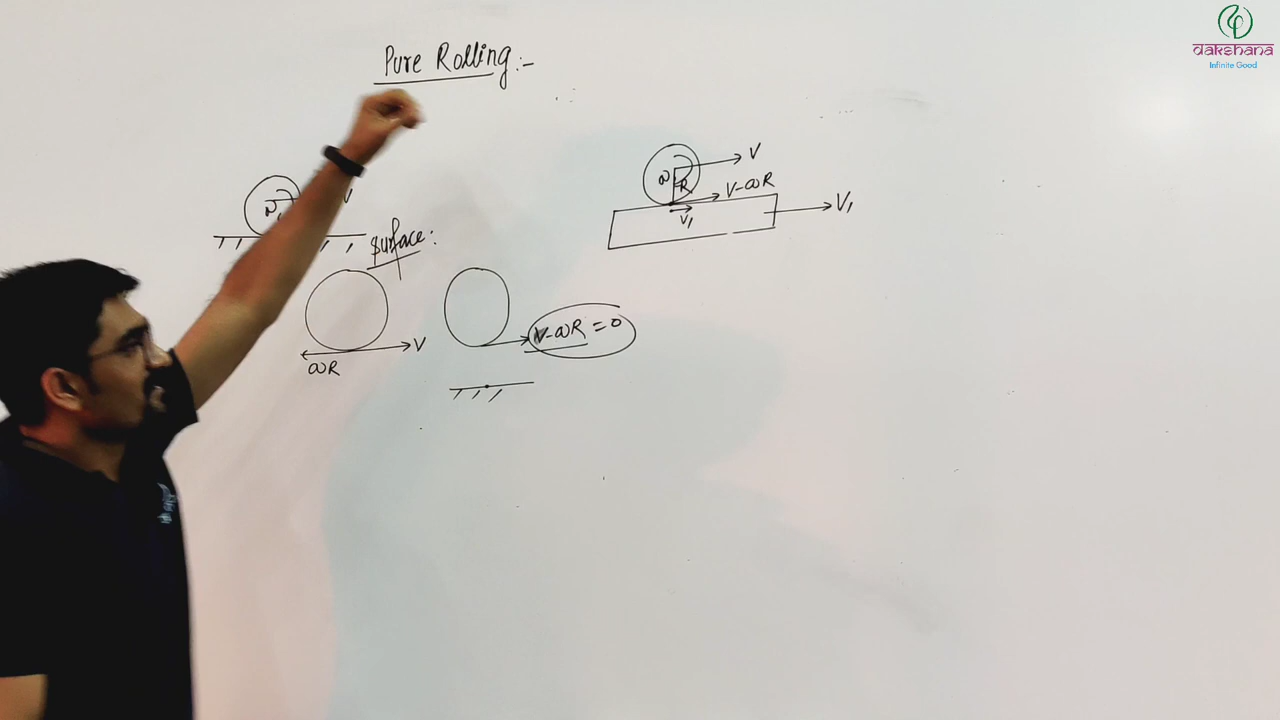 Pure Rolling :-
dakshana
Infinite Good
ω
V
surface :
V
ωR
V-ωR = 0
ω
R
V
V-ωR
V₁
V₁